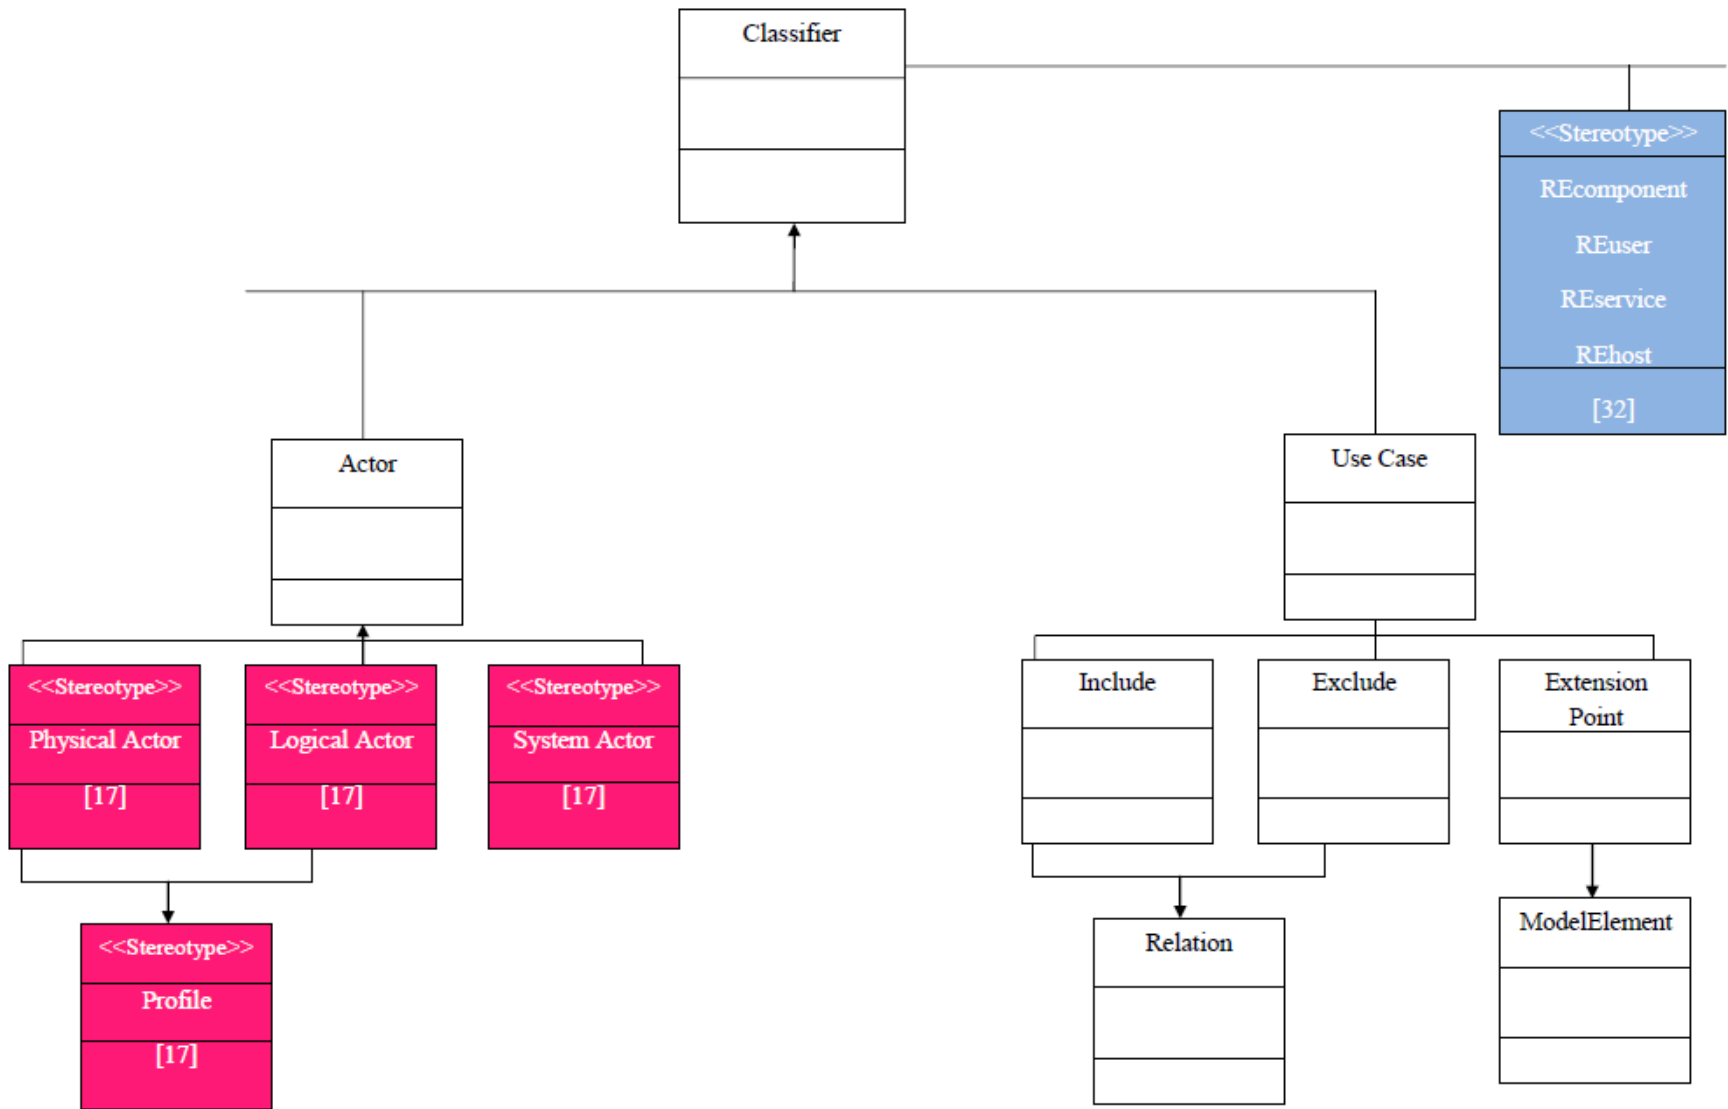 Classifier
<<Stereotype>>
REcomponent
REuser
REservice
REhost
[32]
Actor
Use Case
<<Stereotype>>
Physical Actor
[17]
<<Stereotype>>
Logical Actor
[17]
<<Stereotype>>
System Actor
[17]
Include
Exclude
Extension
Point
<<Stereotype>>
Profile
[17]
Relation
ModelElement